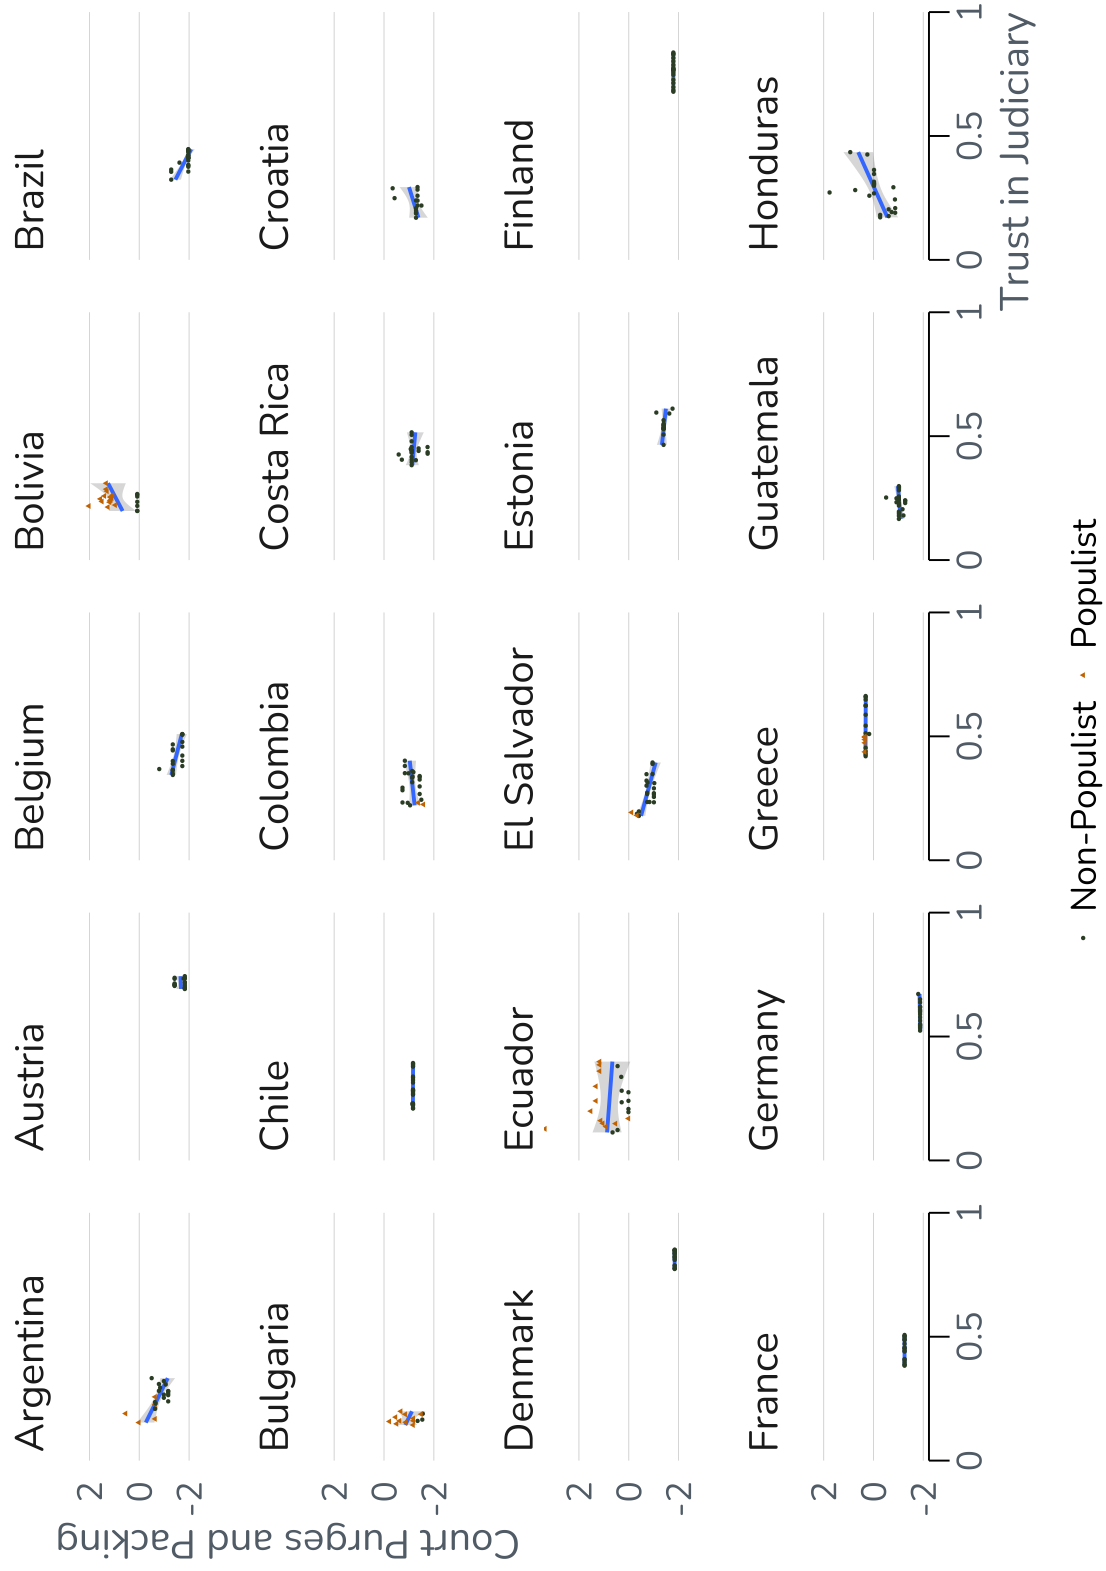 Argentina
Austria
Belgium
Bolivia
Brazil
Bulgaria
Chile
Colombia
Costa Rica
Croatia
Denmark
Ecuador
El Salvador
Estonia
Finland
France
Germany
Greece
Guatemala
Honduras
2
0
-2
2
0
-2
2
0
-2
2
0
-2
0 0.5 1
0 0.5 1
0 0.5 1
0 0.5 1
0 0.5 1
Court Purges and Packing
Trust in Judiciary
Non-Populist Populist